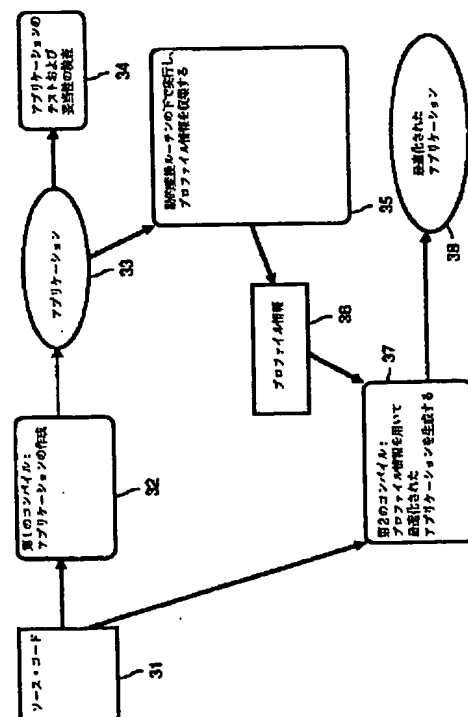 ソース・コード
31
第1のコンパイル:
アプリケーションの作成
32
アプリケーション
33
アプリケーションの
テストおよび
妥当性の検査
34
動的変換ルーチンの下で実行し、
プロファイル情報を収集する
35
プロファイル情報
36
第2のコンパイル:
プロファイル情報を用いて
最適化された
アプリケーションを生成する
37
最適化された
アプリケーション
38